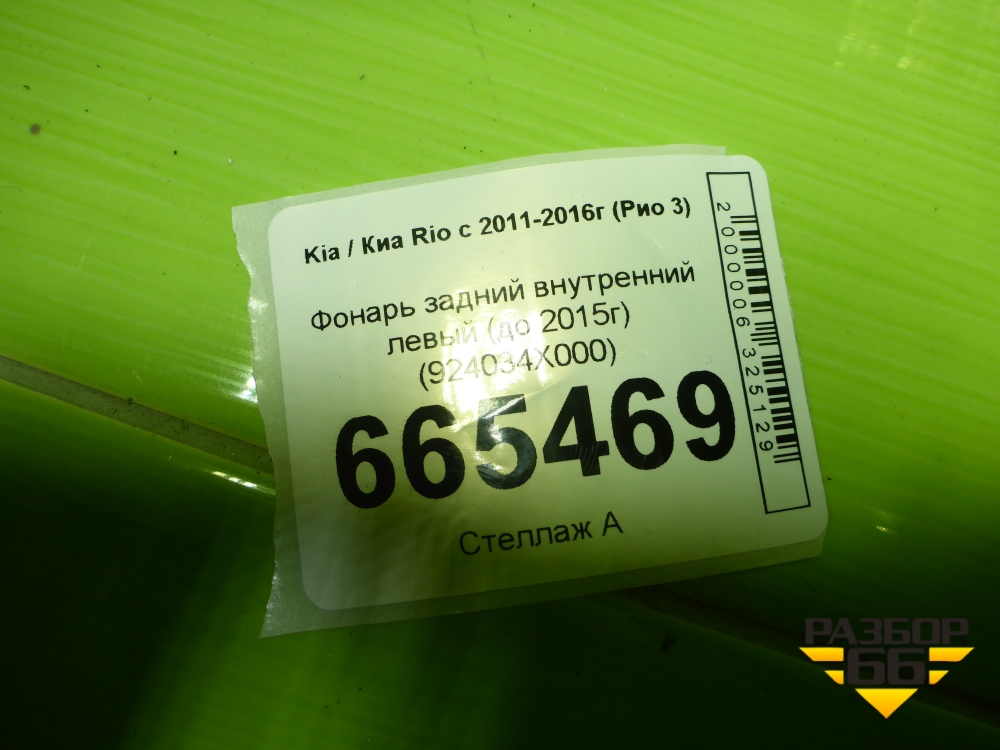 Kia / Киа Rio с 2011-2016г (Рио 3)
Фонарь задний внутренний
левый (до 2015г)
(924034X000)
665469
Стеллаж А
2000006325129
РАЗБОР
66